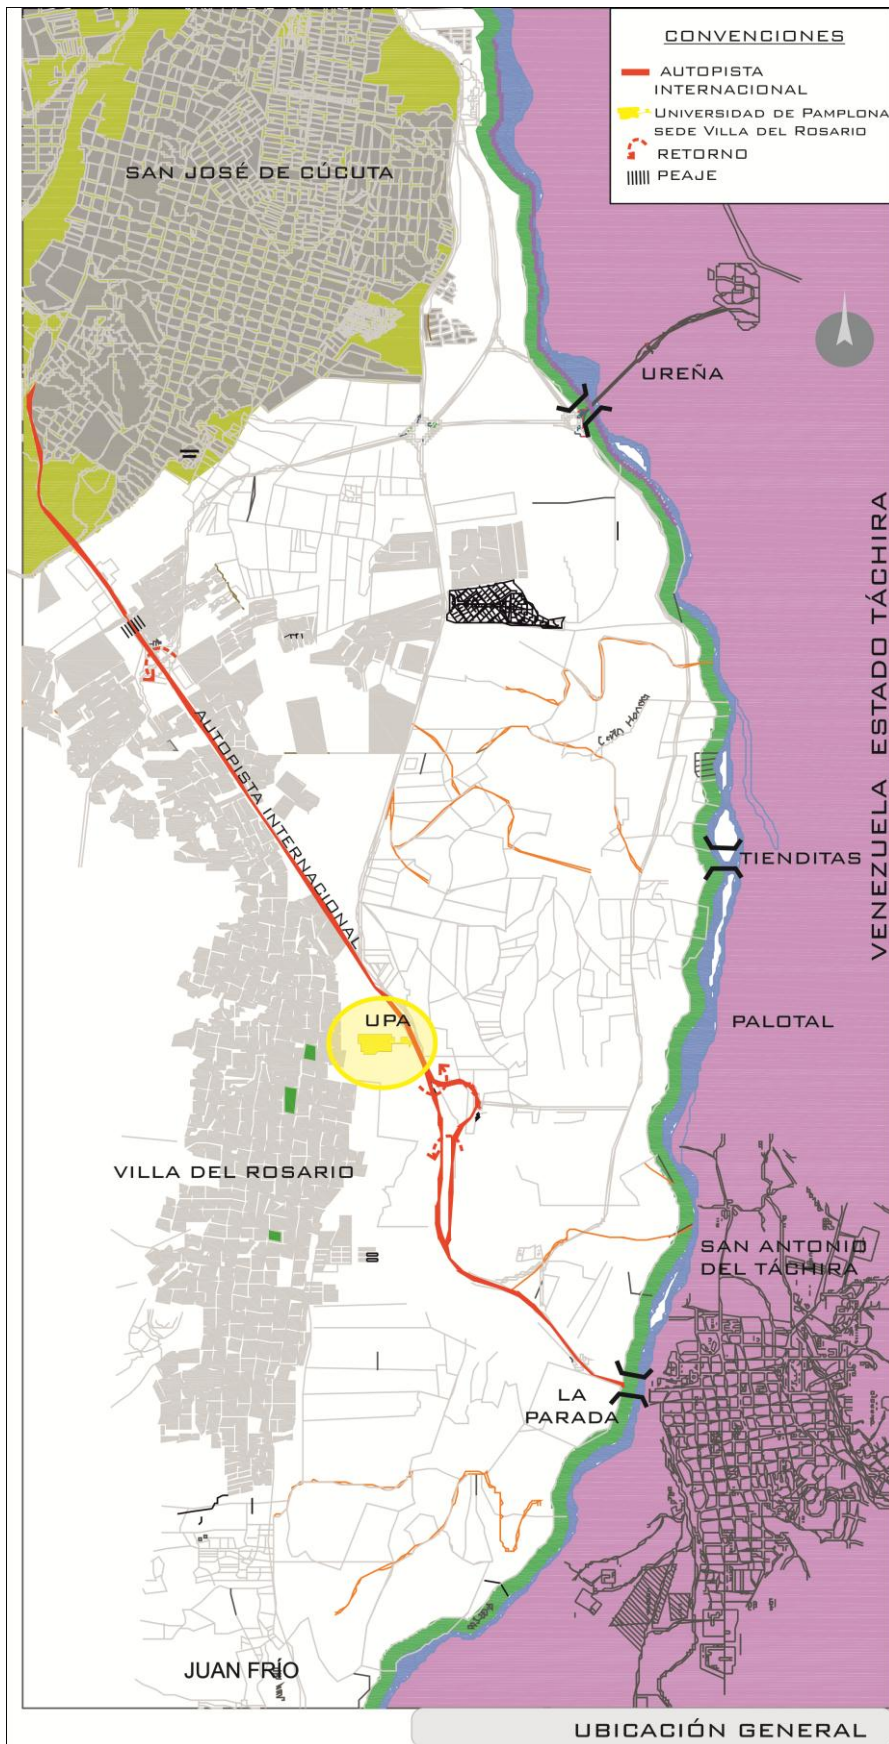 CONVENCIONES
AUTOPISTA
INTERNACIONAL
UNIVERSIDAD DE PAMPLONA
SEDE VILLA DEL ROSARIO
RETORNO
PEAJE
SAN JOSÉ DE CÚCUTA
UREÑA
VENEZUELA ESTADO TÁCHIRA
AUTOPISTA INTERNACIONAL
TIENDITAS
UPA
PALOTAL
VILLA DEL ROSARIO
SAN ANTONIO
DEL TÁCHIRA
LA
PARADA
JUAN FRÍO
UBICACIÓN GENERAL